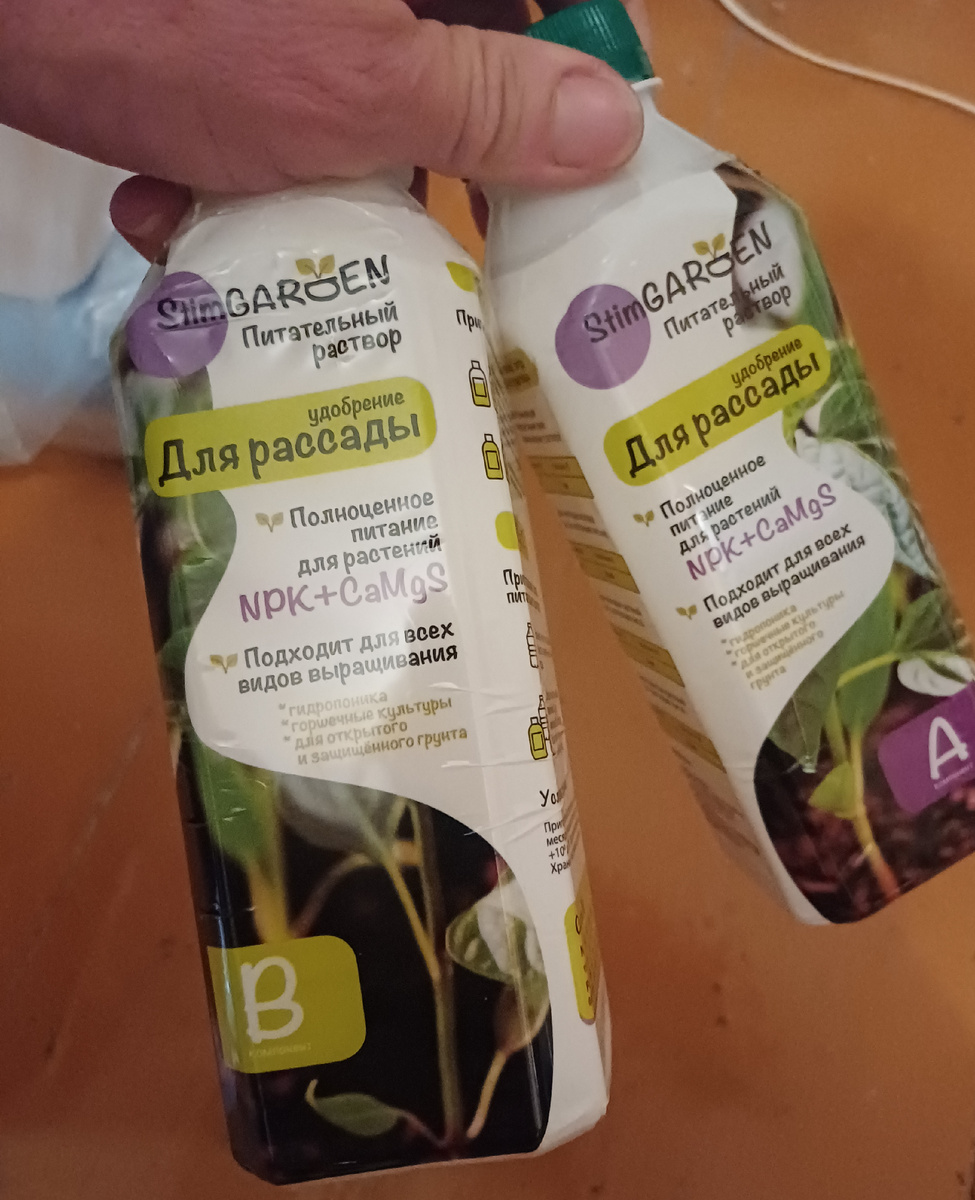 StimGARDEN
Питательный
раствор
удобрение
Для рассады
Полноценное
питание
для растений
NPK+CaMgS
Подходит для всех
видов выращивания
*гидропоника
*горшечные культуры
*для открытого
и защищённого грунта
B
компонент
StimGARDEN
Питательный
раствор
удобрение
Для рассады
Полноценное
питание
для растений
NPK+CaMgS
Подходит для всех
видов выращивания
*гидропоника
*горшечные культуры
*для открытого
и защищённого
грунта
A
компонент